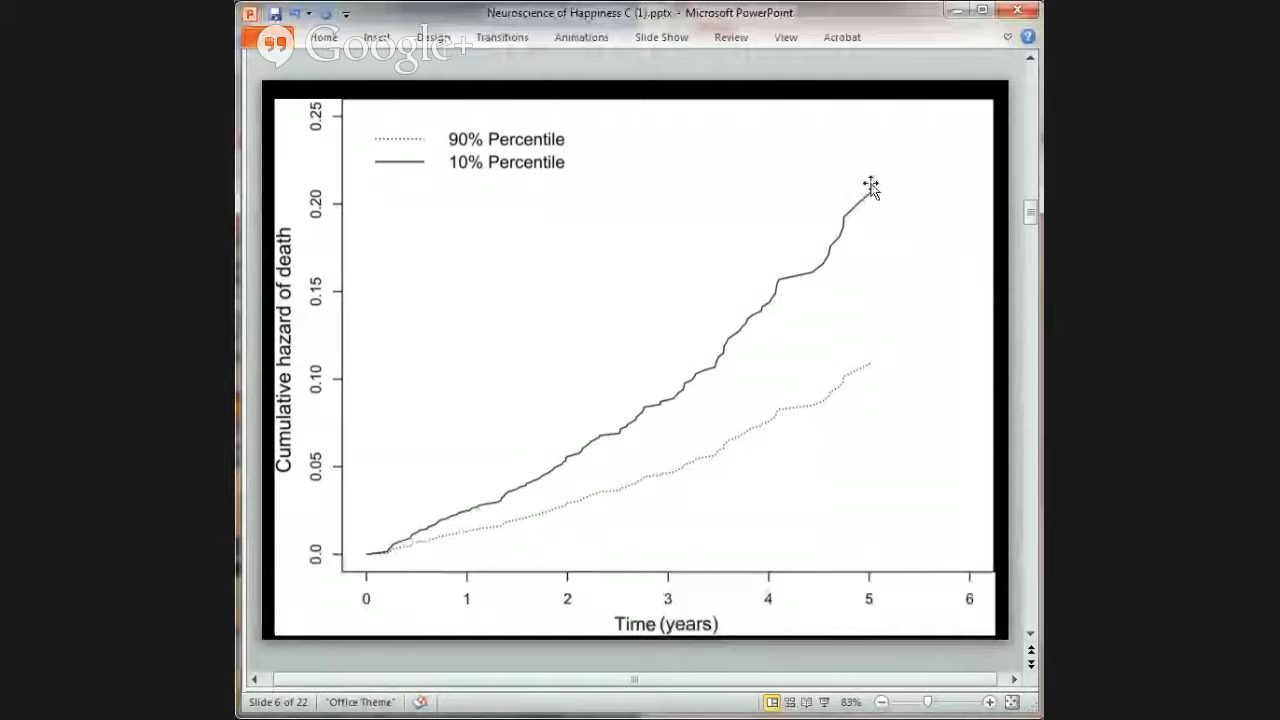 Neuroscience of Happiness C (1).pptx - Microsoft PowerPoint
Home Insert Design Transitions Animations Slide Show Review View Acrobat
Google+
90% Percentile
10% Percentile
Cumulative hazard of death
0.25
0.20
0.15
0.10
0.05
0.0
0 1 2 3 4 5 6
Time (years)
Slide 6 of 22 "Office Theme" 83%